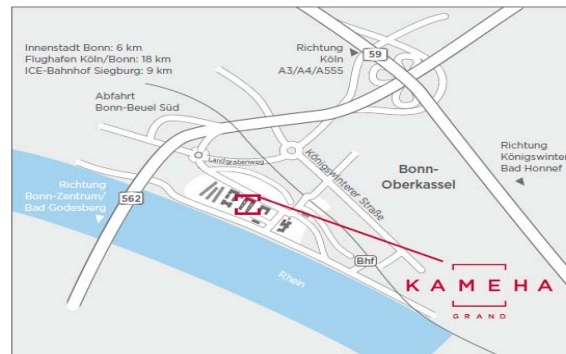 Innenstadt Bonn: 6 km
Flughafen Köln/Bonn: 18 km
ICE-Bahnhof Siegburg: 9 km
Richtung
Köln
A3/A4/A555
59
Abfahrt
Bonn-Beuel Süd
Landgrabenweg
Königswinterer Straße
Bonn-
Oberkassel
Richtung
Königswinter
Bad Honnef
Richtung
Bonn-Zentrum/
Bad Godesberg
562
Rhein
Bhf
KAMEHA
GRAND